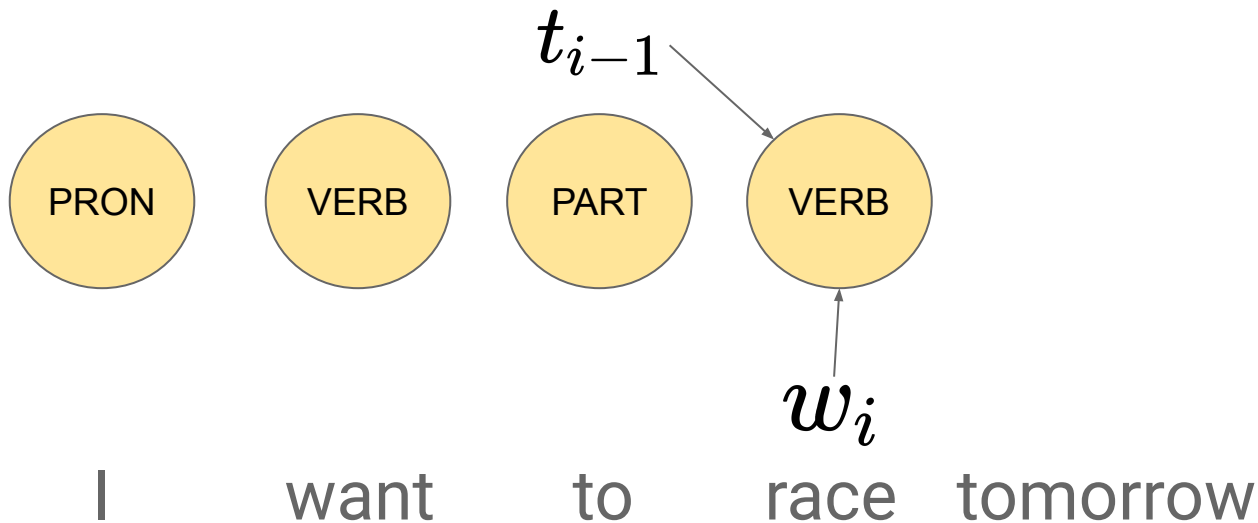 t_{i-1}
PRON VERB PART VERB
w_i
I want to race tomorrow